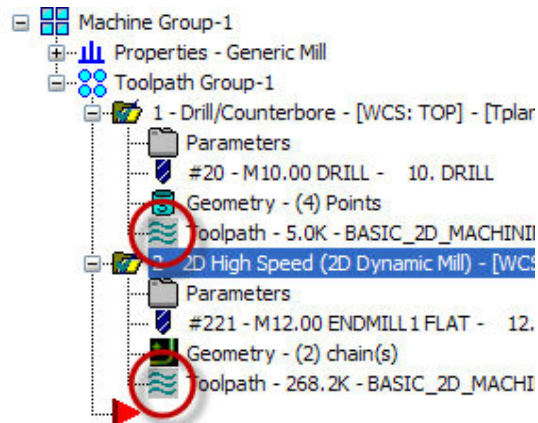 Machine Group-1
Properties - Generic Mill
Toolpath Group-1
1 - Drill/Counterbore - [WCS: TOP] - [Tplan
Parameters
#20 - M10.00 DRILL - 10. DRILL
Geometry - (4) Points
Toolpath - 5.0K - BASIC_2D_MACHINI
2 - 2D High Speed (2D Dynamic Mill) - [WCS
Parameters
#221 - M12.00 ENDMILL1 FLAT - 12.
Geometry - (2) chain(s)
Toolpath - 268.2K - BASIC_2D_MACHI